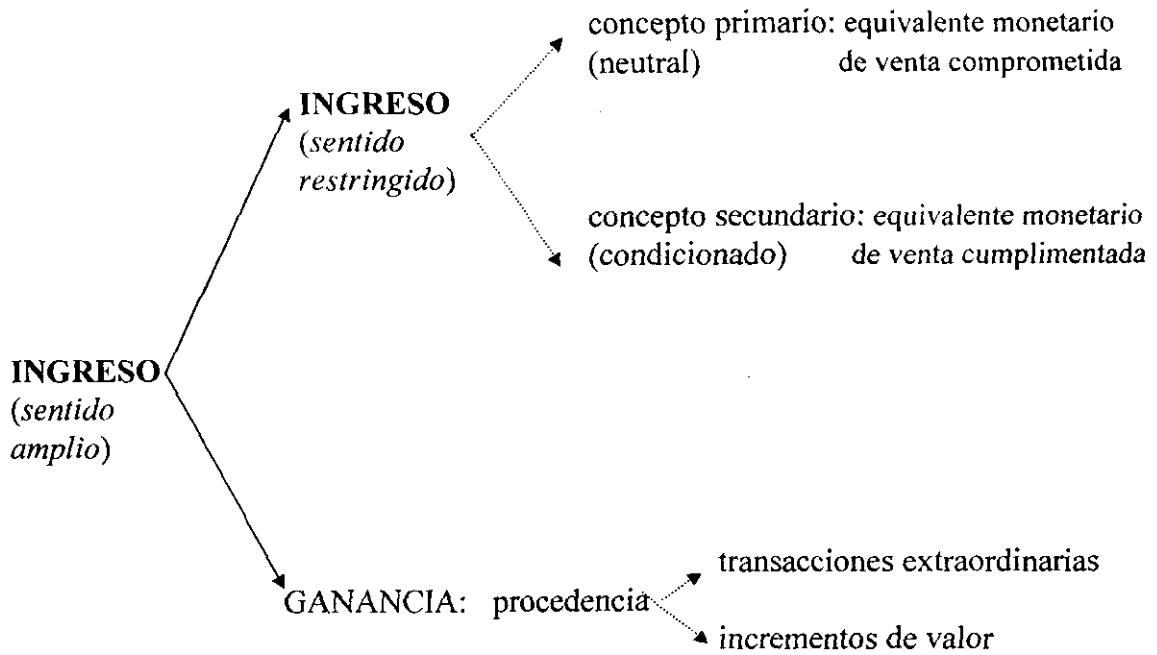 concepto primario: equivalente monetario
(neutral) de venta comprometida
INGRESO
(sentido
restringido)
concepto secundario: equivalente monetario
(condicionado) de venta cumplimentada
INGRESO
(sentido
amplio)
transacciones extraordinarias
GANANCIA: procedencia
incrementos de valor